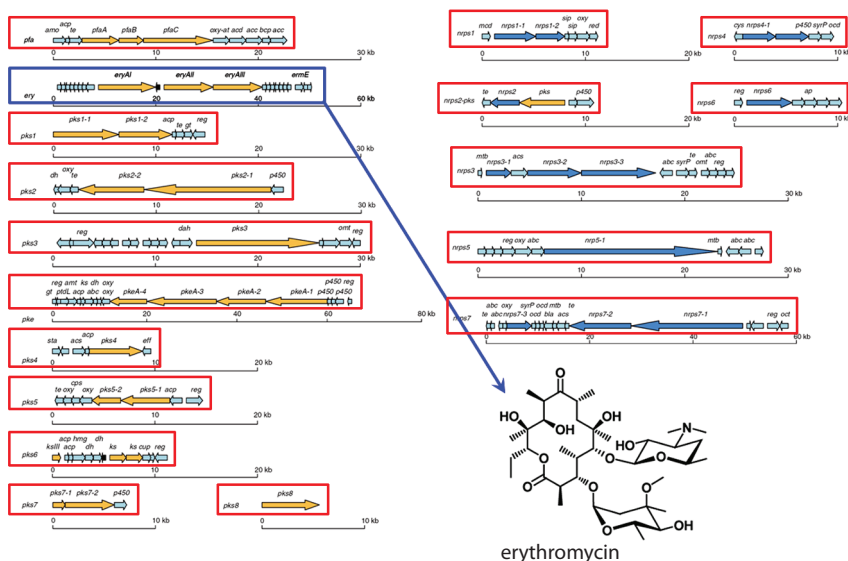 acp
amo te pfaA pfaB pfaC oxy-at acd acc bcp acc
pfa
0 10 20 30 kb
eryAI eryAII eryAIII ermE
ery
0 20 40 60 kb
pks1-1 pks1-2 acp te gt reg
pks1
0 10 20 30 kb
dh oxy te pks2-2 pks2-1 p450
pks2
0 10 20 30 kb
reg dah pks3 omt reg
pks3
0 10 20 30 kb
reg amt ks dh oxy p450 reg
gt ptdL acp abc oxy pkeA-4 pkeA-3 pkeA-2 pkeA-1 p450 p450
pke
0 20 40 60 80 kb
acp
sta acs pks4 eff
pks4
0 10 20 kb
cps
te oxy oxy pks5-2 pks5-1 acp reg
pks5
0 10 20 kb
acp hmg dh
ksIII acp dh ks ks cup reg
pks6
0 10 20 kb
pks7-1 pks7-2 p450
pks7
0 10 kb
pks8
pks8
0 10 kb
sip oxy
mcd nrps1-1 nrps1-2 sip red
nrps1
0 10 20 kb
cys nrps4-1 p450 syrP ocd
nrps4
0 10 kb
te nrps2 pks p450
nrps2-pks
0 10 20 kb
reg nrps6 ap
nrps6
0 10 kb
mtb acs te abc
nrps3-1 nrps3-2 nrps3-3 abc syrP omt reg
nrps3
0 10 20 30 kb
reg oxy abc nrp5-1 mtb abc abc
nrps5
0 10 20 30 kb
abc oxy syrP ocd mtb te
te abc nrps7-3 ocd bla acs nrps7-2 nrps7-1 reg oct
nrps7
0 20 40 60 kb
O
HO
HO
OH
N
HO
O
O
O
O
O
O
O
O
OH
erythromycin